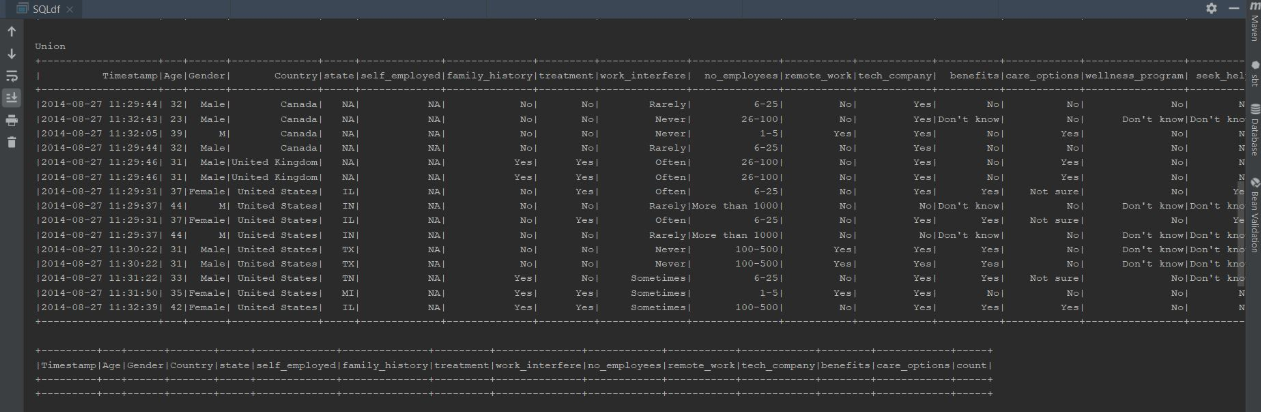 SQLdf
Union
| Timestamp|Age|Gender| Country|state|self_employed|family_history|treatment|work_interfere| no_employees|remote_work|tech_company| benefits|care_options|wellness_program| seek_hel
|2014-08-27 11:29:44| 32| Male| Canada| NA| NA| No| No| Rarely| 6-25| No| Yes| No| No| No| N
|2014-08-27 11:32:43| 23| Male| Canada| NA| NA| No| No| Never| 26-100| No| Yes|Don't know| No| Don't know|Don't kno
|2014-08-27 11:32:05| 39| M| Canada| NA| NA| No| No| Never| 1-5| Yes| Yes| No| Yes| No| N
|2014-08-27 11:29:44| 32| Male| Canada| NA| NA| No| No| Rarely| 6-25| No| Yes| No| No| No| N
|2014-08-27 11:29:46| 31| Male|United Kingdom| NA| NA| Yes| Yes| Often| 26-100| No| Yes| No| Yes| No| N
|2014-08-27 11:29:46| 31| Male|United Kingdom| NA| NA| Yes| Yes| Often| 26-100| No| Yes| No| Yes| No| N
|2014-08-27 11:29:31| 37|Female| United States| IL| NA| No| Yes| Often| 6-25| No| Yes| Yes| Not sure| No| Ye
|2014-08-27 11:29:37| 44| M| United States| IN| NA| No| No| Rarely|More than 1000| No| No|Don't know| No| Don't know|Don't kno
|2014-08-27 11:29:31| 37|Female| United States| IL| NA| No| Yes| Often| 6-25| No| Yes| Yes| Not sure| No| Ye
|2014-08-27 11:29:37| 44| M| United States| IN| NA| No| No| Rarely|More than 1000| No| No|Don't know| No| Don't know|Don't kno
|2014-08-27 11:30:22| 31| Male| United States| TX| NA| No| No| Never| 100-500| Yes| Yes| Yes| No| Don't know|Don't kno
|2014-08-27 11:30:22| 31| Male| United States| TX| NA| No| No| Never| 100-500| Yes| Yes| Yes| No| Don't know|Don't kno
|2014-08-27 11:31:22| 33| Male| United States| TN| NA| Yes| No| Sometimes| 6-25| No| Yes| Yes| Not sure| No|Don't kno
|2014-08-27 11:31:50| 35|Female| United States| MI| NA| Yes| Yes| Sometimes| 1-5| Yes| Yes| No| No| No| N
|2014-08-27 11:32:39| 42|Female| United States| IL| NA| Yes| Yes| Sometimes| 100-500| No| Yes| Yes| Yes| No| N
|Timestamp|Age|Gender|Country|state|self_employed|family_history|treatment|work_interfere|no_employees|remote_work|tech_company|benefits|care_options|count|
Maven
sbt
Database
Bean Validation